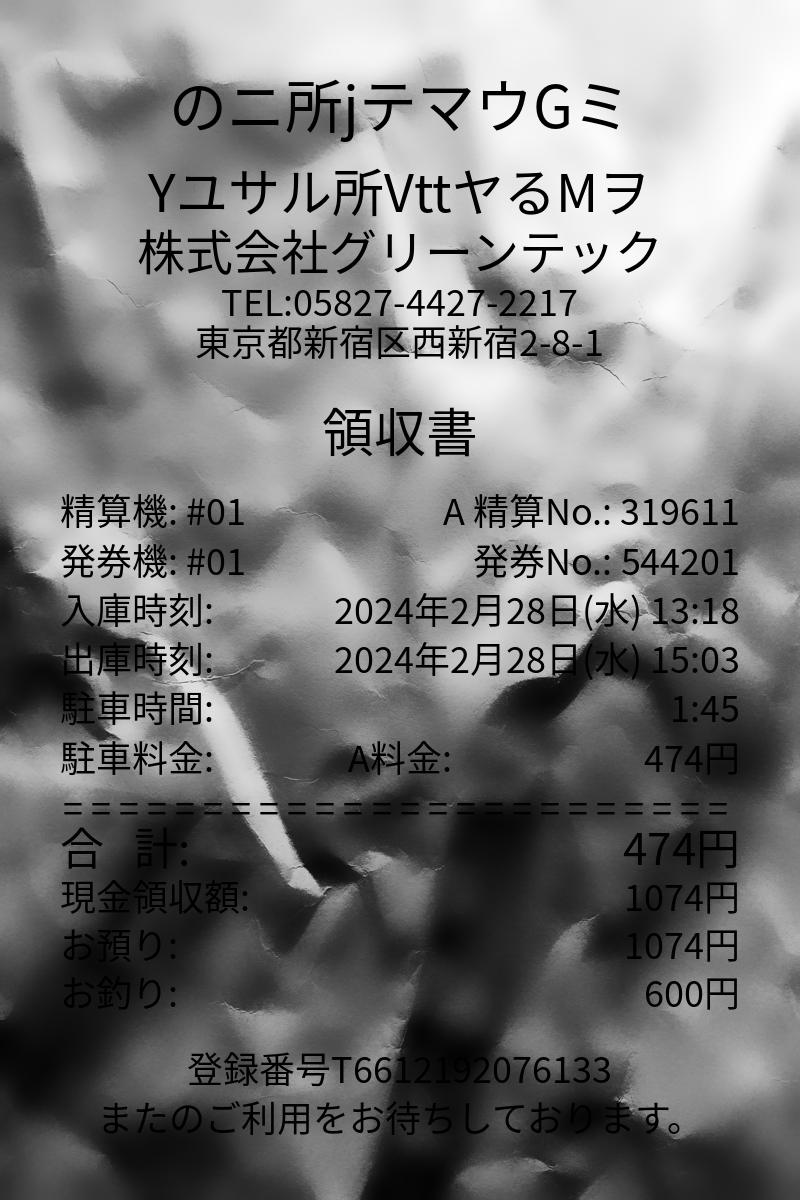 のニ所jテマウGミ
Yユサル所VttヤるMヲ
株式会社グリーンテック
TEL:05827-4427-2217
東京都新宿区西新宿2-8-1
領収書
精算機: #01 A 精算No.: 319611
発券機: #01 発券No.: 544201
入庫時刻: 2024年2月28日(水) 13:18
出庫時刻: 2024年2月28日(水) 15:03
駐車時間: 1:45
駐車料金: A料金: 474円
========================
合 計: 474円
現金領収額: 1074円
お預り: 1074円
お釣り: 600円
登録番号T6612192076133
またのご利用をお待ちしております。